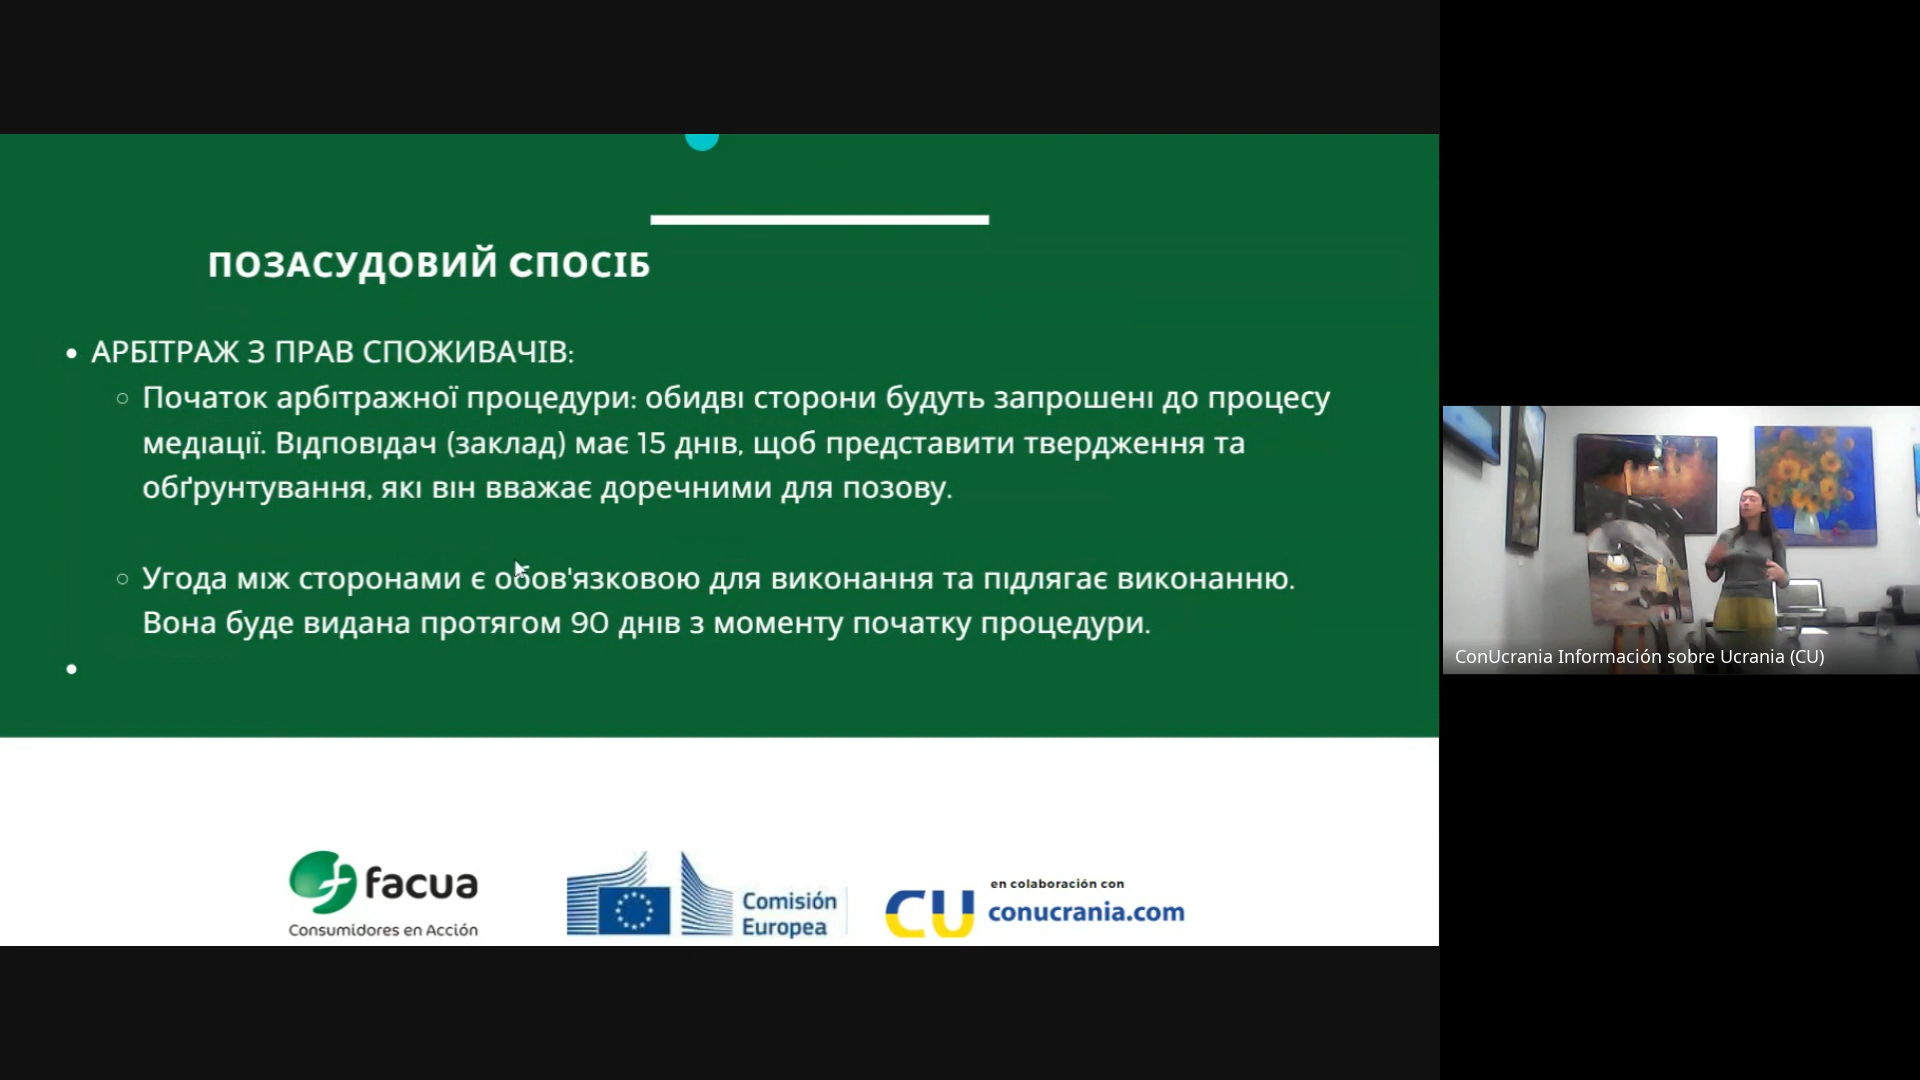 ПОЗАСУДОВИЙ СПОСІБ
• АРБІТРАЖ З ПРАВ СПОЖИВАЧІВ:
○ Початок арбітражної процедури: обидві сторони будуть запрошені до процесу
медіації. Відповідач (заклад) має 15 днів, щоб представити твердження та
обґрунтування, які він вважає доречними для позову.
○ Угода між сторонами є обов'язковою для виконання та підлягає виконанню.
Вона буде видана протягом 90 днів з моменту початку процедури.
•
facua
Consumidores en Acción
Comisión
Europea
CU
en colaboración con
conucrania.com
ConUcrania Información sobre Ucrania (CU)